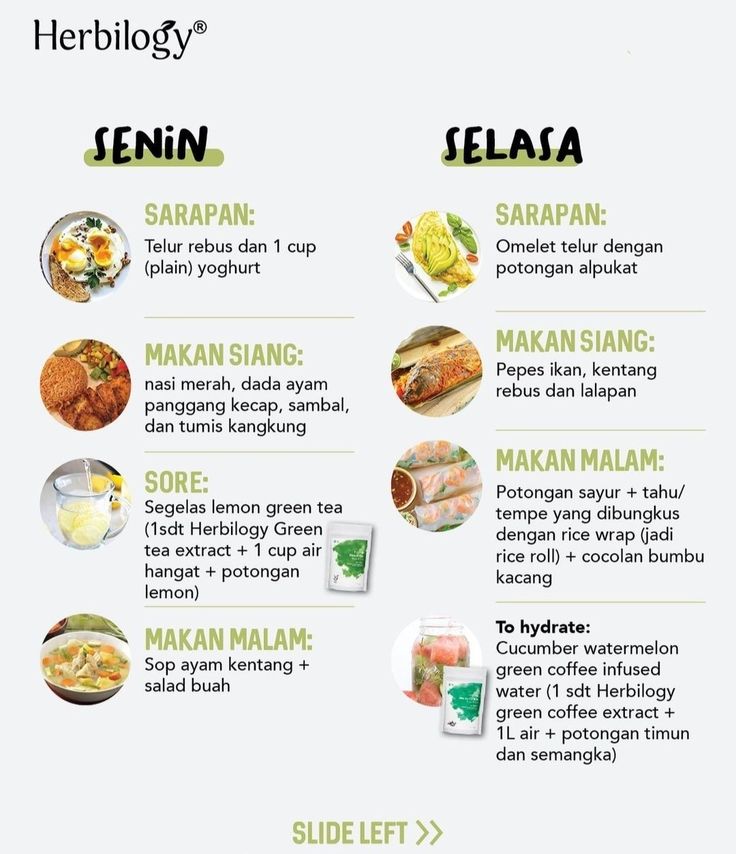 Herbilogy®
SENIN
SARAPAN:
Telur rebus dan 1 cup
(plain) yoghurt
MAKAN SIANG:
nasi merah, dada ayam
panggang kecap, sambal,
dan tumis kangkung
SORE:
Segelas lemon green tea
(1sdt Herbilogy Green
tea extract + 1 cup air
hangat + potongan
lemon)
MAKAN MALAM:
Sop ayam kentang +
salad buah
SELASA
SARAPAN:
Omelet telur dengan
potongan alpukat
MAKAN SIANG:
Pepes ikan, kentang
rebus dan lalapan
MAKAN MALAM:
Potongan sayur + tahu/
tempe yang dibungkus
dengan rice wrap (jadi
rice roll) + cocolan bumbu
kacang
To hydrate:
Cucumber watermelon
green coffee infused
water (1 sdt Herbilogy
green coffee extract +
1L air + potongan timun
dan semangka)
SLIDE LEFT >>